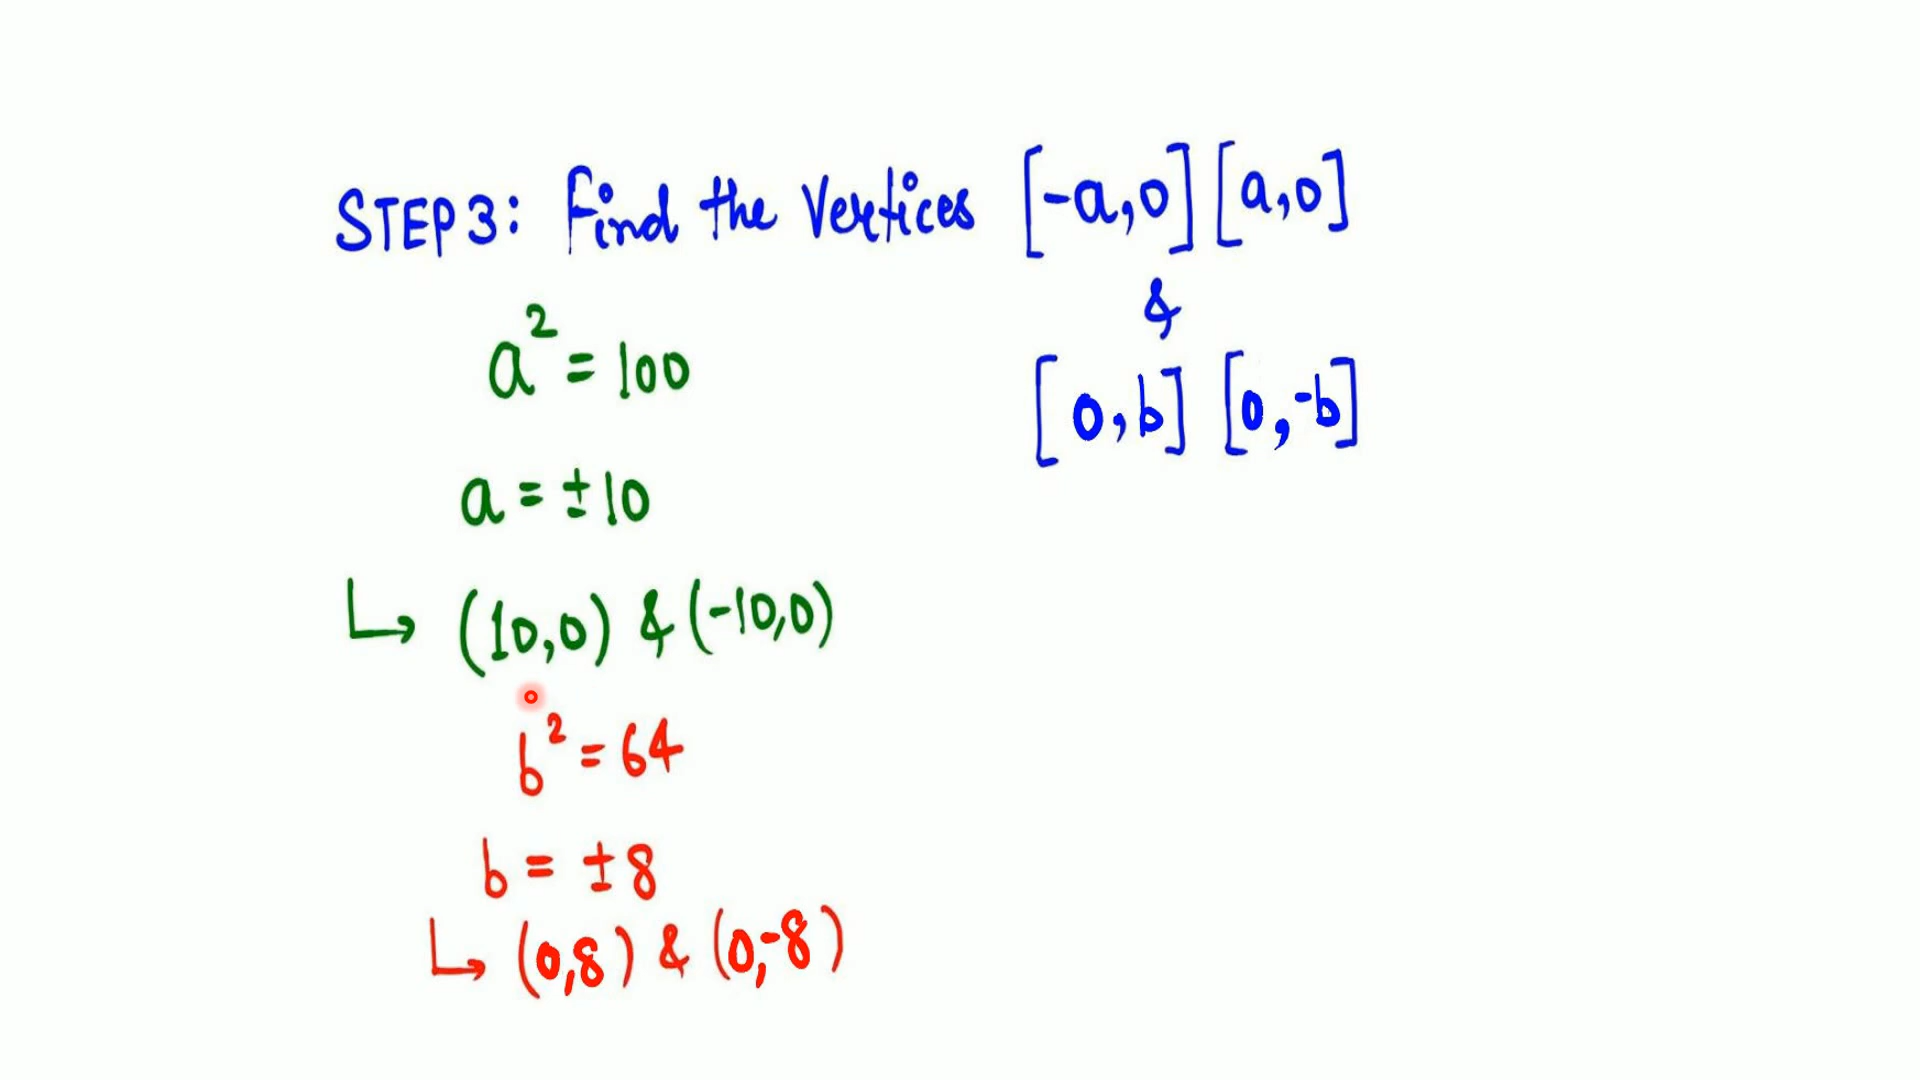 STEP 3: Find the Vertices [-a,0] [a,0]
&
[0,b] [0,-b]
a² = 100
a = ±10
↳ (10,0) & (-10,0)
b² = 64
b = ±8
↳ (0,8) & (0,-8)